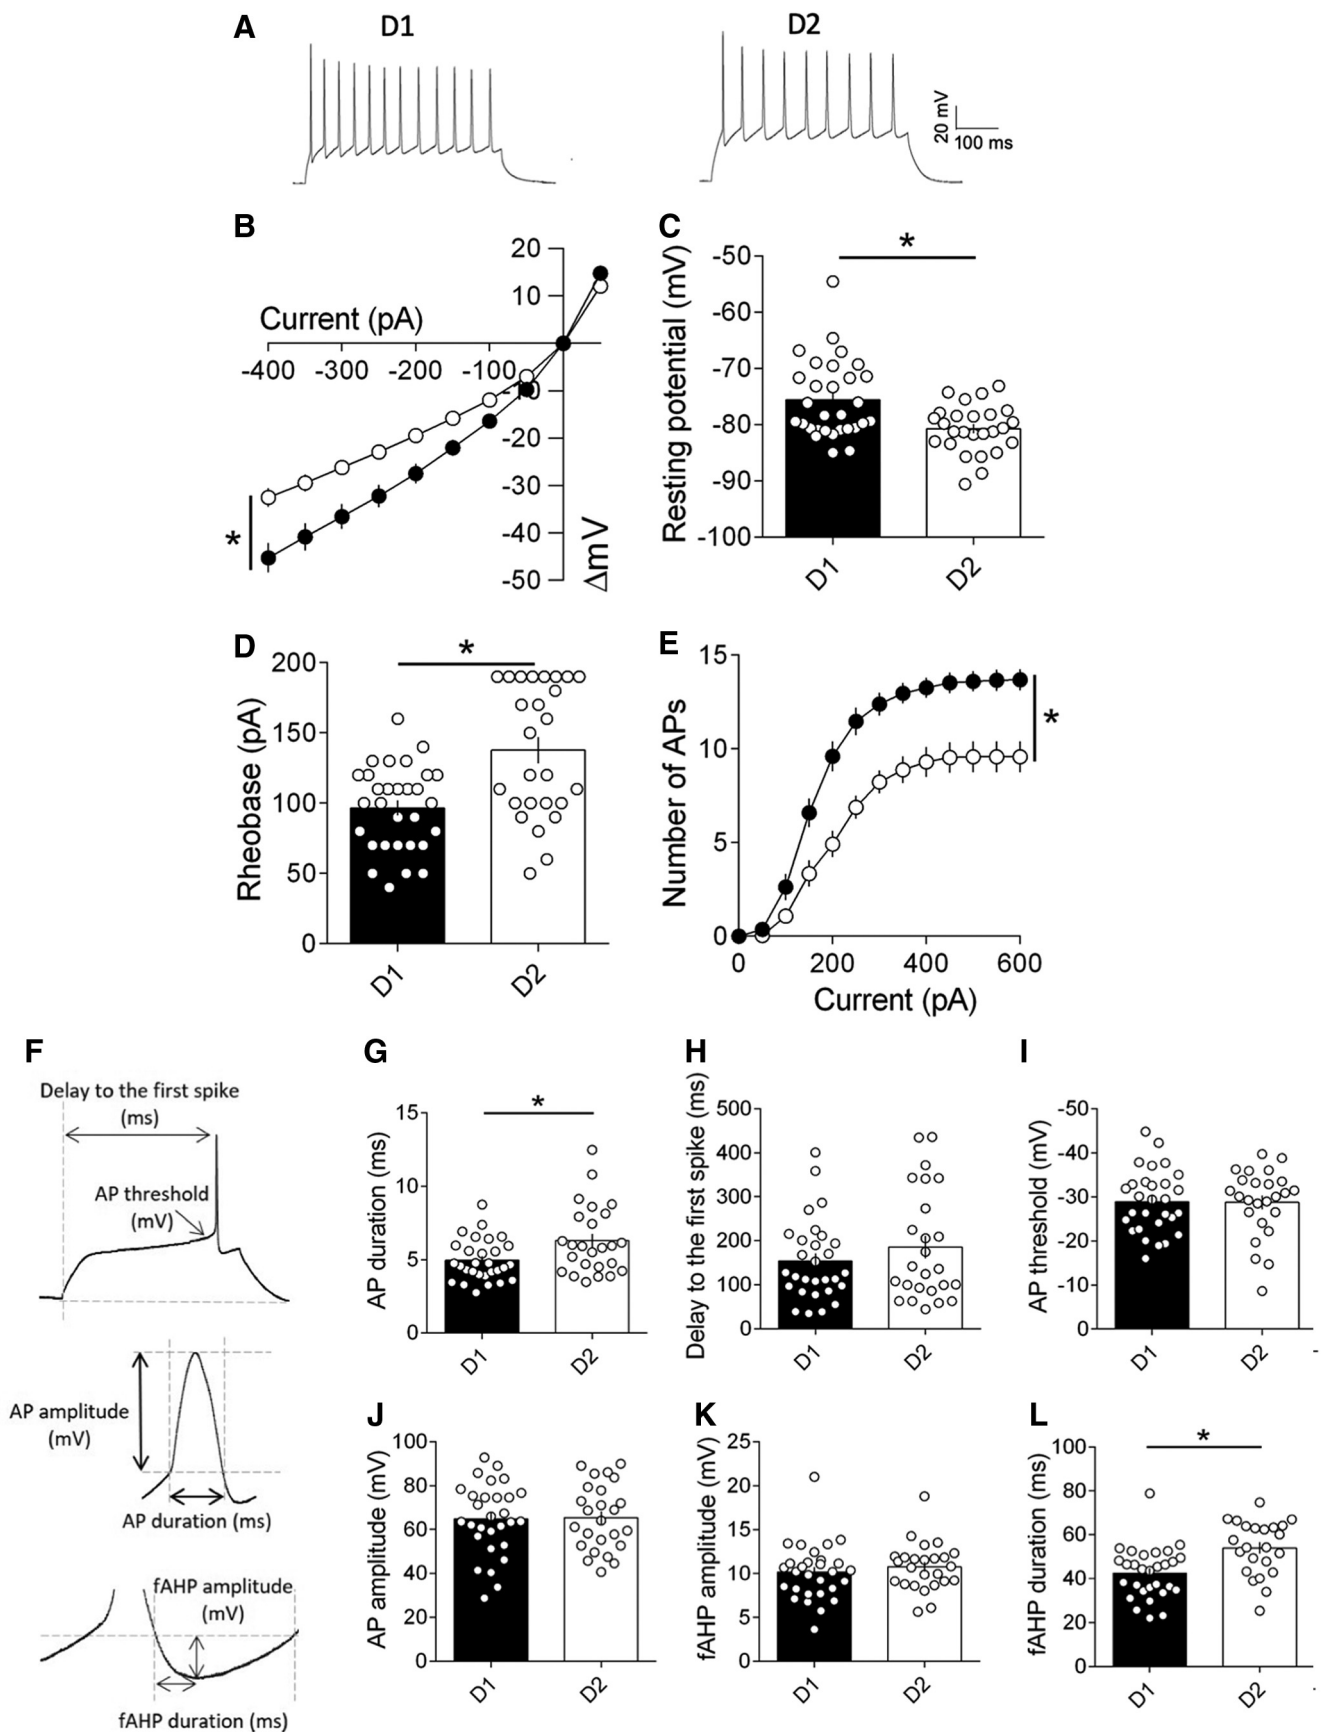 A
D1
D2
20 mV
100 ms
B
20
10
Current (pA)
-400 -300 -200 -100
-20
-30
-40
-50
ΔmV
*
C
*
Resting potential (mV)
-50
-60
-70
-80
-90
-100
D1
D2
D
*
Rheobase (pA)
200
150
100
50
0
D1
D2
E
Number of APs
15
10
5
0
*
0 200 400 600
Current (pA)
F
Delay to the first spike
(ms)
AP threshold
(mV)
AP amplitude
(mV)
AP duration (ms)
fAHP amplitude
(mV)
fAHP duration (ms)
G
*
AP duration (ms)
15
10
5
0
D1
D2
H
Delay to the first spike (ms)
500
400
300
200
100
0
D1
D2
I
AP threshold (mV)
-50
-40
-30
-20
-10
0
D1
D2
J
AP amplitude (mV)
100
80
60
40
20
0
D1
D2
K
fAHP amplitude (mV)
25
20
15
10
5
0
D1
D2
L
*
fAHP duration (ms)
100
80
60
40
20
0
D1
D2